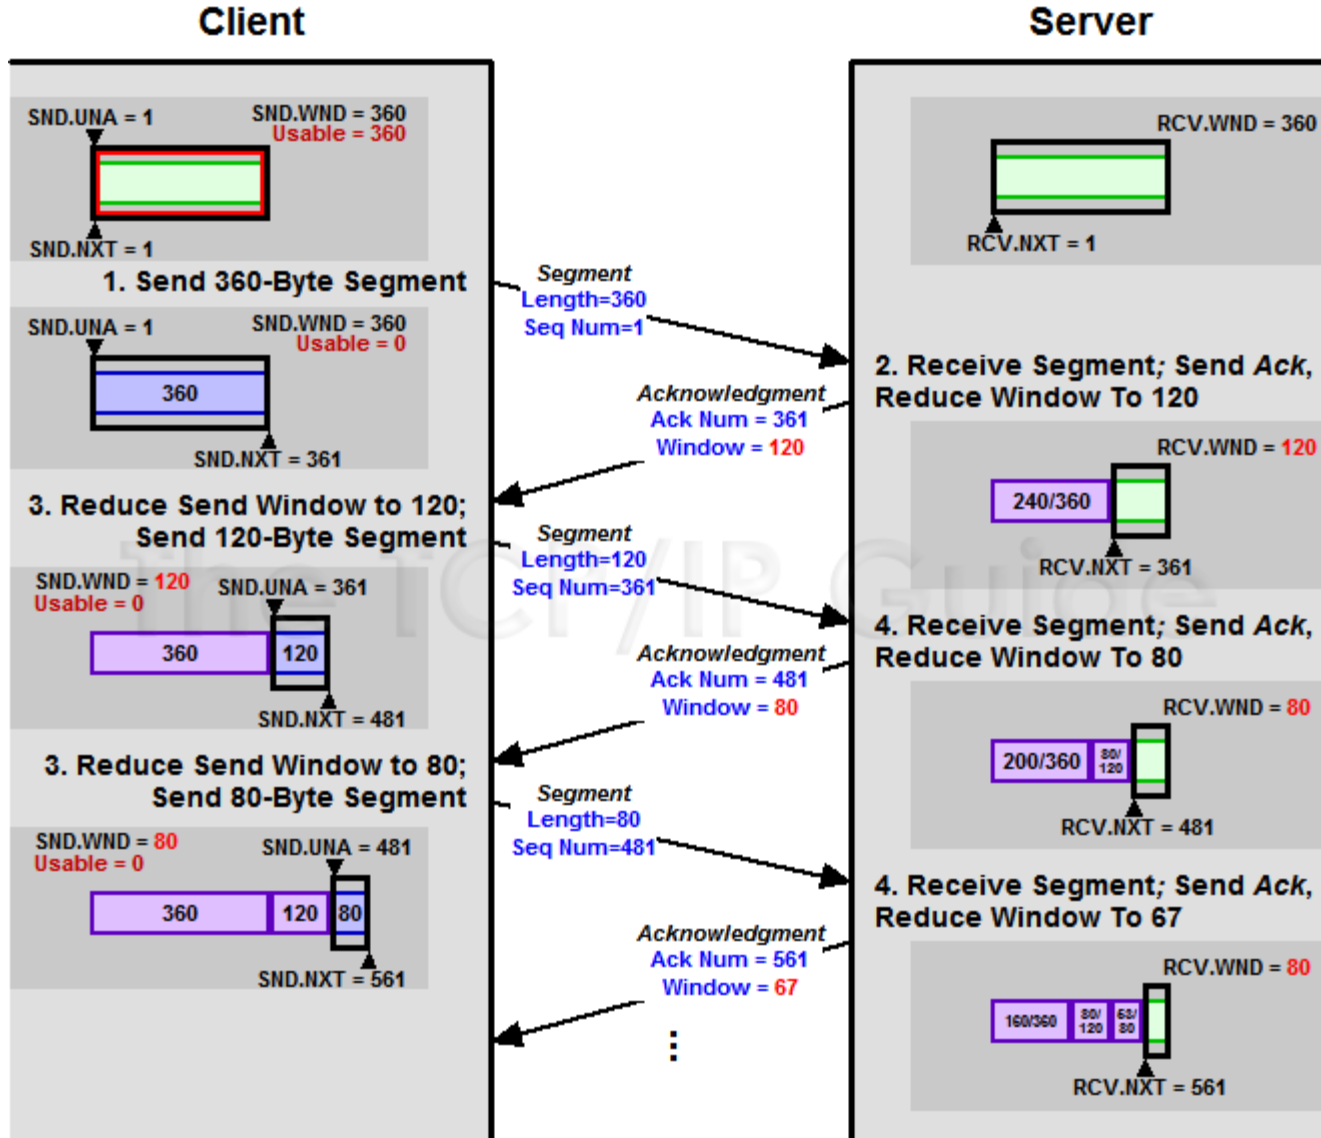 Client
Server
SND.UNA = 1
SND.WND = 360
Usable = 360
SND.NXT = 1
RCV.WND = 360
RCV.NXT = 1
1. Send 360-Byte Segment
Segment
Length=360
Seq Num=1
SND.UNA = 1
SND.WND = 360
Usable = 0
360
SND.NXT = 361
2. Receive Segment; Send Ack,
Reduce Window To 120
Acknowledgment
Ack Num = 361
Window = 120
RCV.WND = 120
240/360
RCV.NXT = 361
3. Reduce Send Window to 120;
Send 120-Byte Segment
Segment
Length=120
Seq Num=361
The TCP/IP Guide
SND.WND = 120
Usable = 0
SND.UNA = 361
360
120
SND.NXT = 481
4. Receive Segment; Send Ack,
Reduce Window To 80
Acknowledgment
Ack Num = 481
Window = 80
RCV.WND = 80
200/360
80/
120
RCV.NXT = 481
3. Reduce Send Window to 80;
Send 80-Byte Segment
Segment
Length=80
Seq Num=481
SND.WND = 80
Usable = 0
SND.UNA = 481
360
120
80
SND.NXT = 561
4. Receive Segment; Send Ack,
Reduce Window To 67
Acknowledgment
Ack Num = 561
Window = 67
RCV.WND = 80
160/360
80/
120
80
RCV.NXT = 561